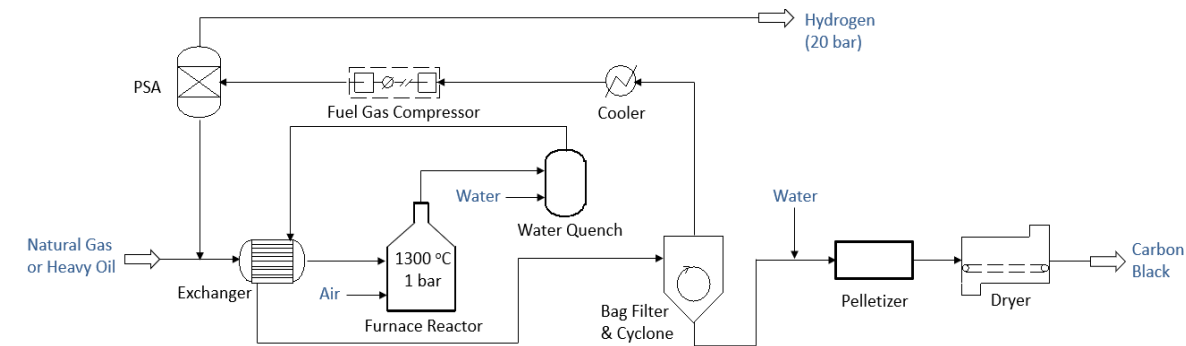 Hydrogen
(20 bar)
PSA
Fuel Gas Compressor
Cooler
Water
Water Quench
Water
Natural Gas
or Heavy Oil
Exchanger
1300 °C
1 bar
Air
Furnace Reactor
Bag Filter
& Cyclone
Pelletizer
Dryer
Carbon
Black